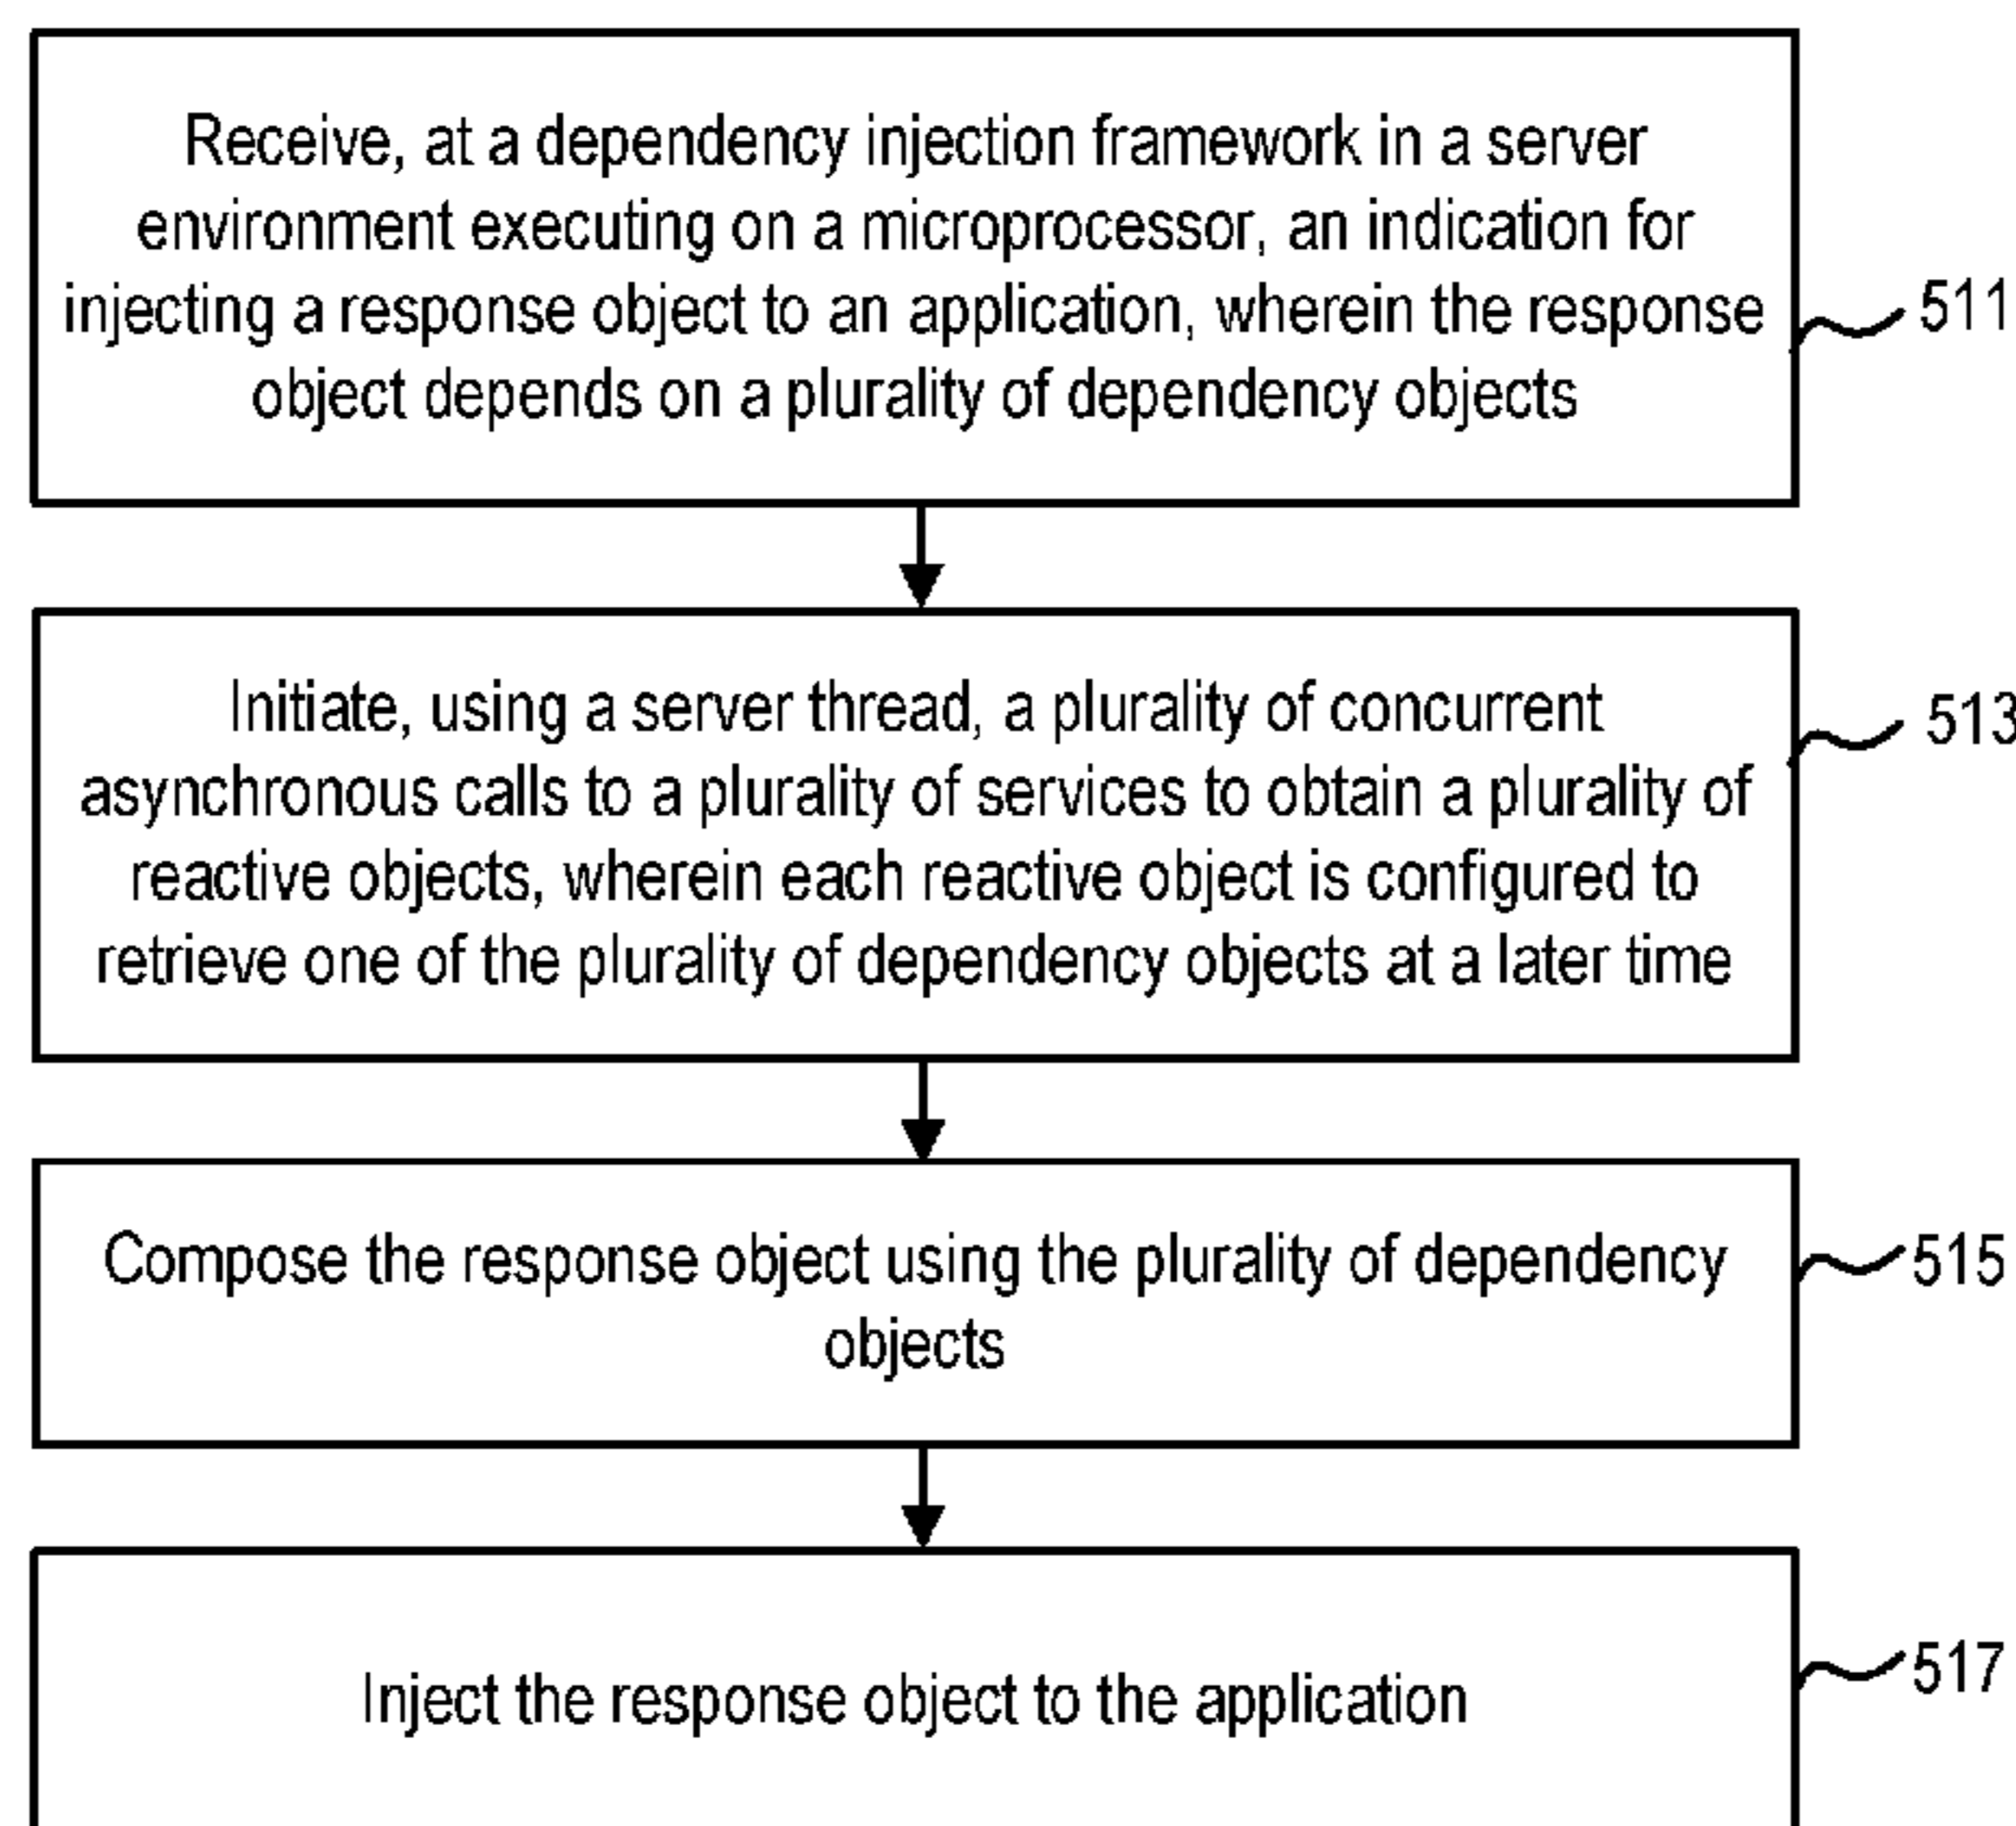 Receive, at a dependency injection framework in a server
environment executing on a microprocessor, an indication for
injecting a response object to an application, wherein the response
object depends on a plurality of dependency objects
511
Initiate, using a server thread, a plurality of concurrent
asynchronous calls to a plurality of services to obtain a plurality of
reactive objects, wherein each reactive object is configured to
retrieve one of the plurality of dependency objects at a later time
513
Compose the response object using the plurality of dependency
objects
515
Inject the response object to the application
517